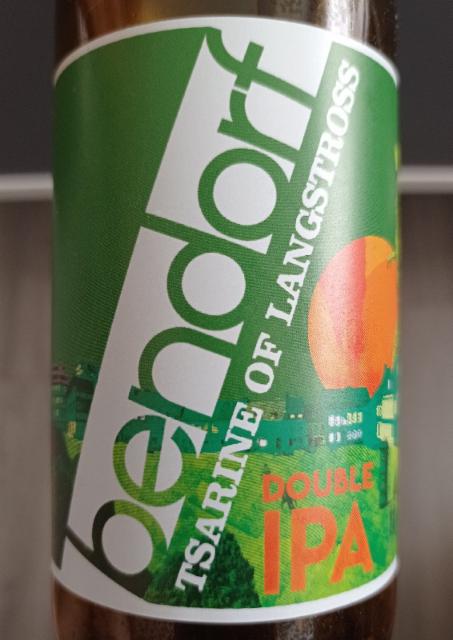 bendorf
TSARINE OF LANGSTROSS
DOUBLE
IPA